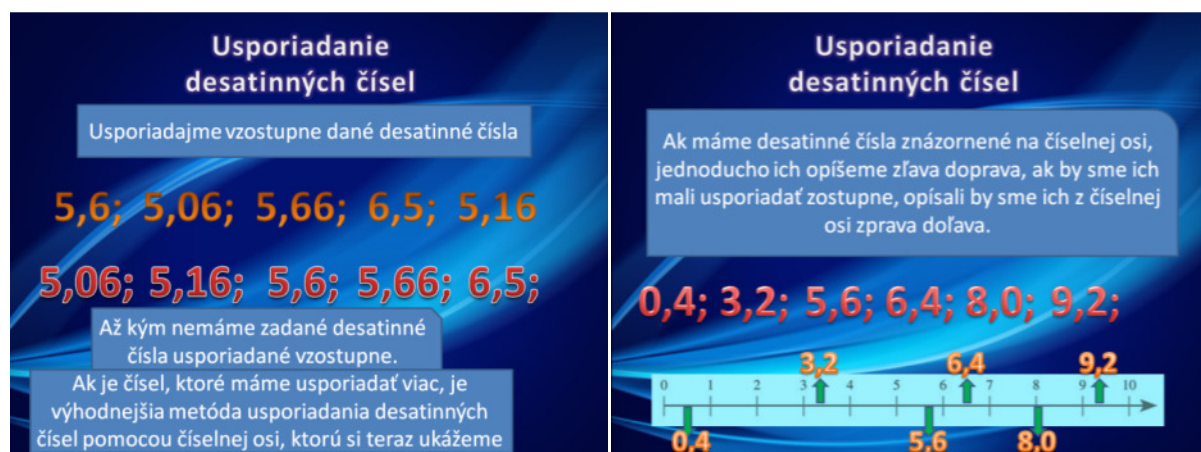 Usporiadanie
desatinných čísel
Usporiadajme vzostupne dané desatinné čísla
5,6; 5,06; 5,66; 6,5; 5,16
5,06; 5,16; 5,6; 5,66; 6,5;
Až kým nemáme zadané desatinné
čísla usporiadané vzostupne.
Ak je čísel, ktoré máme usporiadať viac, je
výhodnejšia metóda usporiadania desatinných
čísel pomocou číselnej osi, ktorú si teraz ukážeme
Usporiadanie
desatinných čísel
Ak máme desatinné čísla znázornené na číselnej osi,
jednoducho ich opíšeme zľava doprava, ak by sme ich
mali usporiadať zostupne, opísali by sme ich z číselnej
osi zprava doľava.
0,4; 3,2; 5,6; 6,4; 8,0; 9,2;
3,2 6,4 9,2
0 1 2 3 4 5 6 7 8 9 10
0,4 5,6 8,0